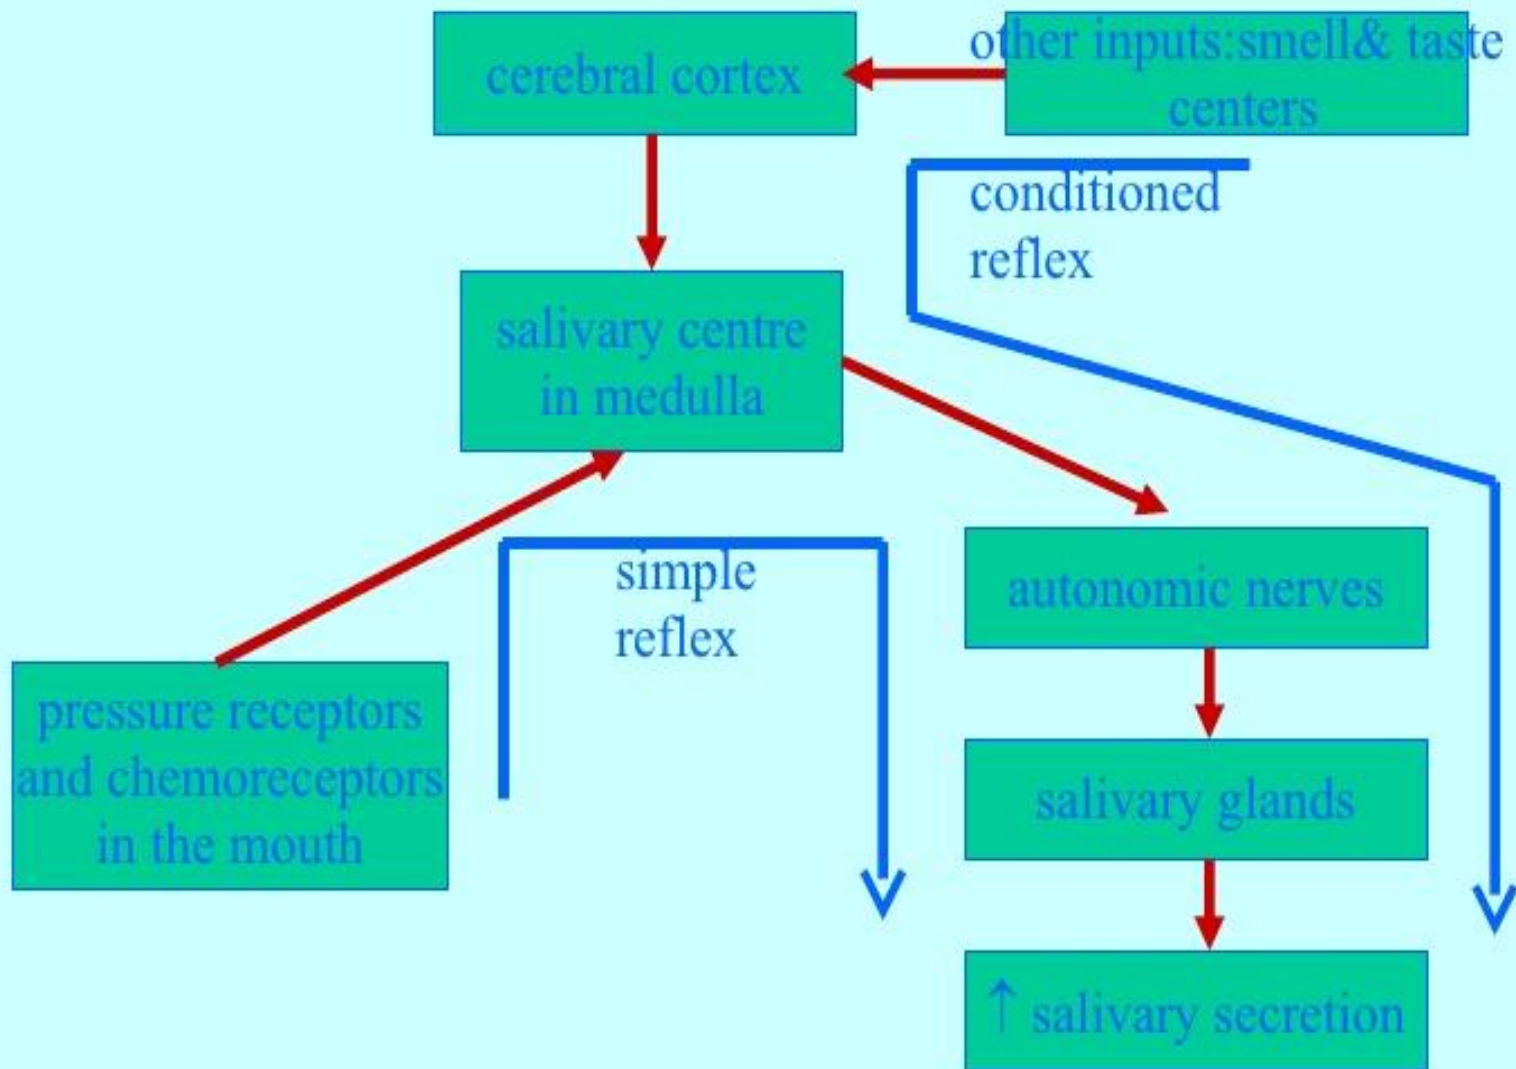 cerebral cortex
other inputs:smell& taste
centers
conditioned
reflex
salivary centre
in medulla
simple
reflex
autonomic nerves
pressure receptors
and chemoreceptors
in the mouth
salivary glands
↑ salivary secretion